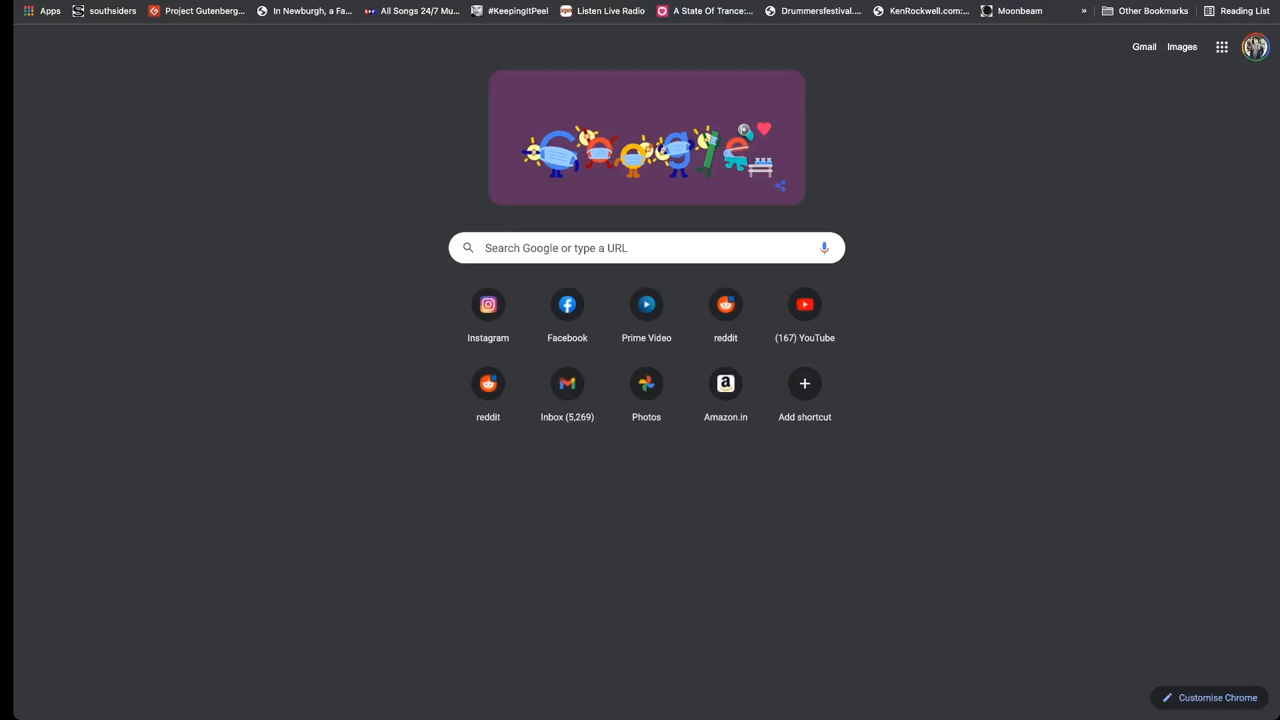 Apps southsiders Project Gutenberg... In Newburgh, a Fa... All Songs 24/7 Mu... #KeepingItPeel Listen Live Radio A State Of Trance:... Drummersfestival.... KenRockwell.com:... Moonbeam » Other Bookmarks Reading List
Gmail Images
Google
Search Google or type a URL
Instagram Facebook Prime Video reddit (167) YouTube
reddit Inbox (5,269) Photos Amazon.in Add shortcut
Customise Chrome